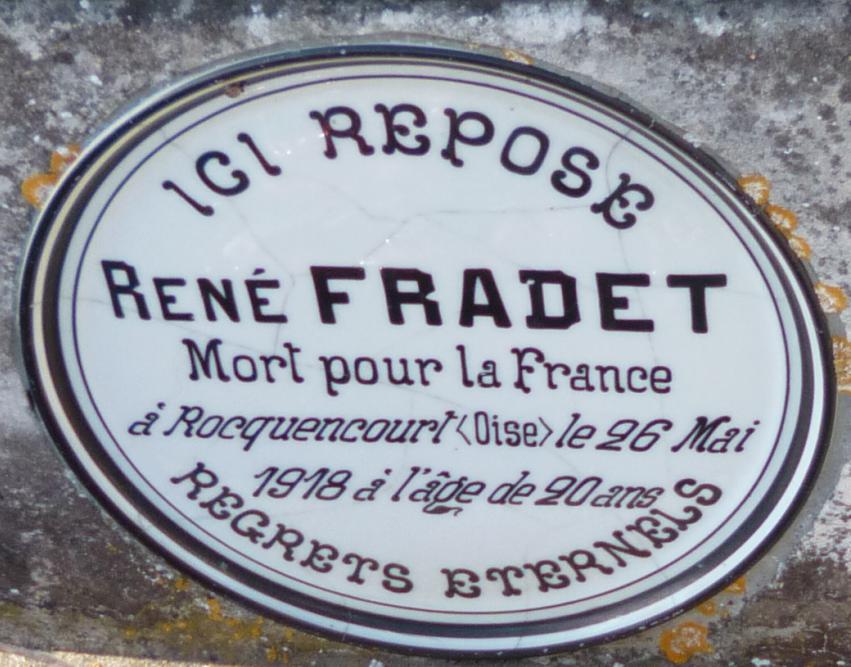 ICI REPOSE
RENÉ FRADET
Mort pour la France
à Rocquencourt <Oise> le 26 Mai
1918 à l'âge de 20 ans
REGRETS ETERNELS